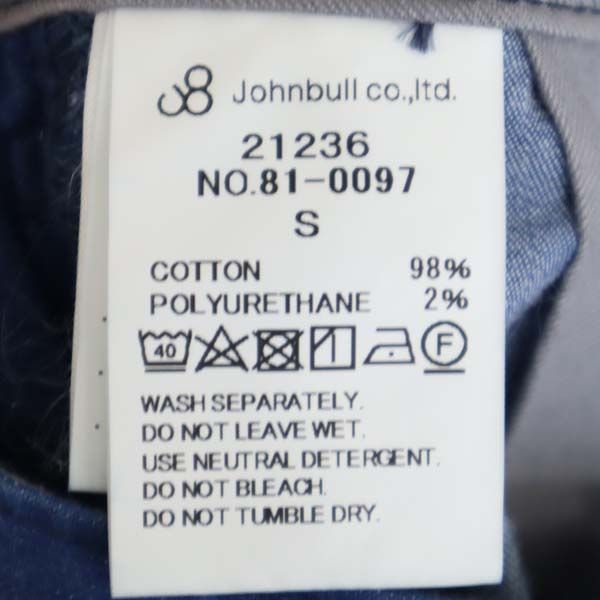 Johnbull co.,ltd.
21236
NO.81-0097
S
COTTON 98%
POLYURETHANE 2%
40 F
WASH SEPARATELY.
DO NOT LEAVE WET.
USE NEUTRAL DETERGENT.
DO NOT BLEACH.
DO NOT TUMBLE DRY.